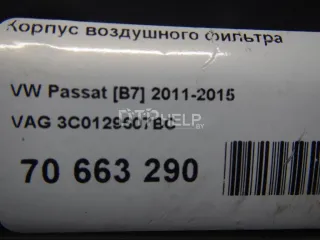 Корпус воздушного фильтра
VW Passat [B7] 2011-2015
VAG 3C0129607BC
70 663 290